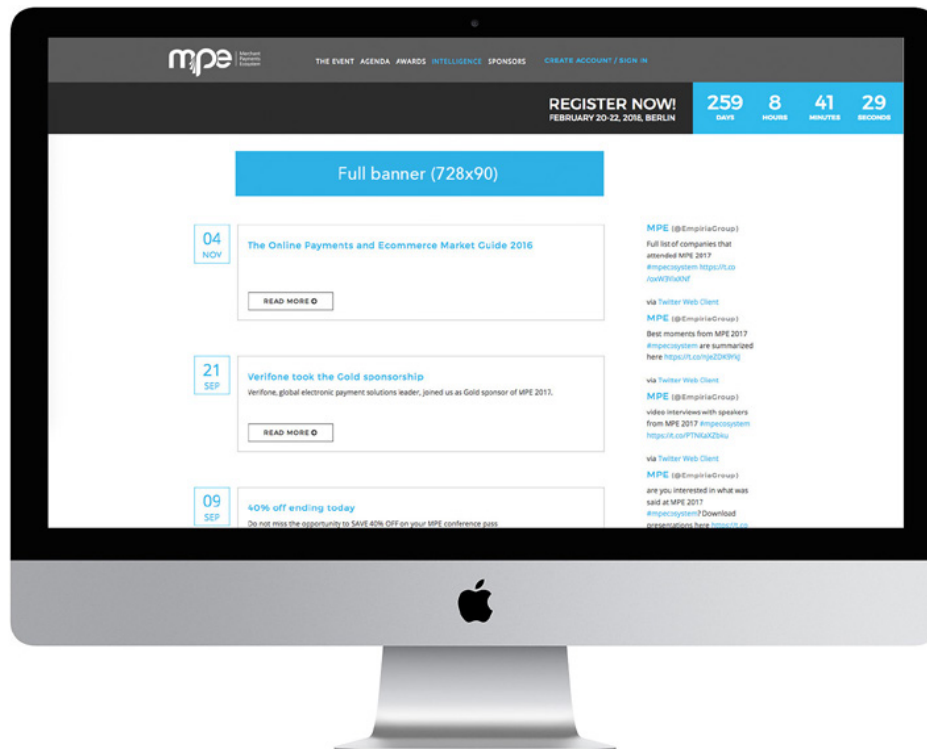 mpe
Merchant
Payments
Ecosystem
THE EVENT AGENDA AWARDS INTELLIGENCE SPONSORS CREATE ACCOUNT / SIGN IN
REGISTER NOW!
FEBRUARY 20-22, 2018, BERLIN
259 8 41 29
DAYS HOURS MINUTES SECONDS
Full banner (728x90)
04
NOV
The Online Payments and Ecommerce Market Guide 2016
READ MORE
21
SEP
Verifone took the Gold sponsorship
Verifone, global electronic payment solutions leader, joined us as Gold sponsor of MPE 2017.
READ MORE
09
SEP
40% off ending today
Do not miss the opportunity to SAVE 40% OFF on your MPE conference pass
MPE (@EmpiriaGroup)
Full list of companies that
attended MPE 2017
#mpecosystem https://t.co
via Twitter Web Client
MPE (@EmpiriaGroup)
Best moments from MPE 2017
#mpecosystem are summarized
here
via Twitter Web Client
MPE (@EmpiriaGroup)
video interviews with speakers
from MPE 2017 #mpecosystem
via Twitter Web Client
MPE (@EmpiriaGroup)
are you interested in what was
said at MPE 2017
#mpecosystem? Download
presentations here https://t.co